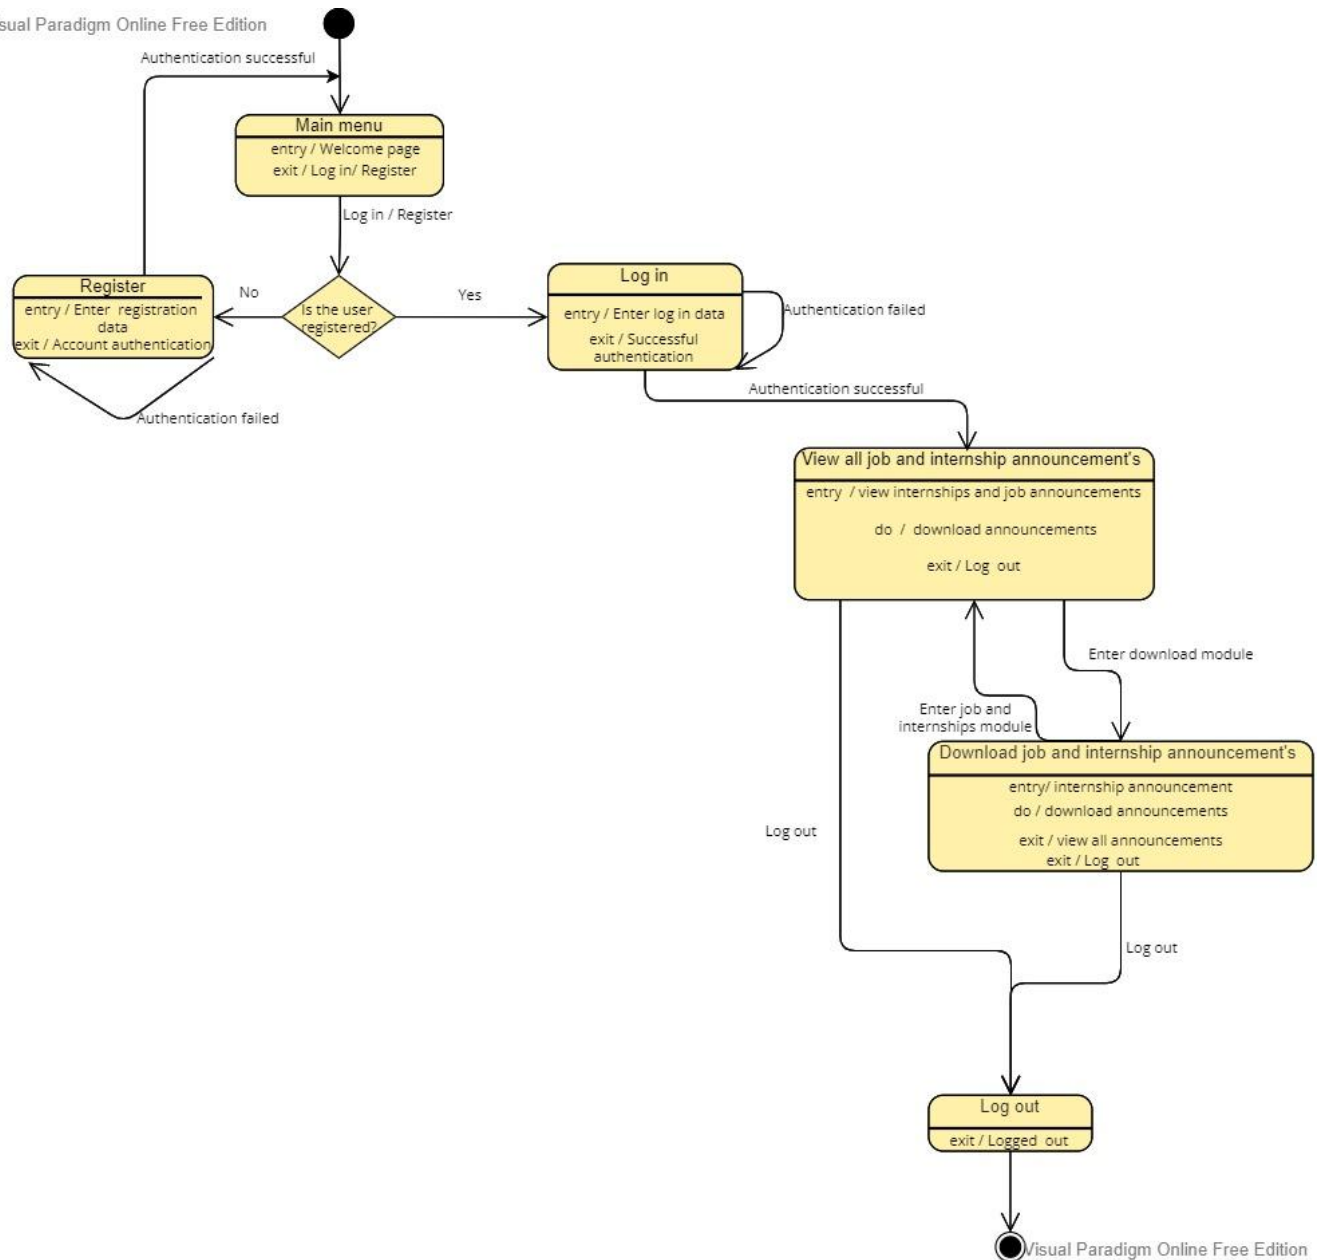 sual Paradigm Online Free Edition
Authentication successful
Main menu
entry / Welcome page
exit / Log in/ Register
Log in / Register
Register
entry / Enter registration
data
exit / Account authentication
No
Is the user
registered?
Yes
Log in
entry / Enter log in data
exit / Successful
authentication
Authentication failed
Authentication failed
Authentication successful
View all job and internship announcement's
entry / view internships and job announcements
do / download announcements
exit / Log out
Enter download module
Enter job and
internships module
Download job and internship announcement's
entry/ internship announcement
do / download announcements
exit / view all announcements
exit / Log out
Log out
Log out
Log out
exit / Logged out
Visual Paradigm Online Free Edition